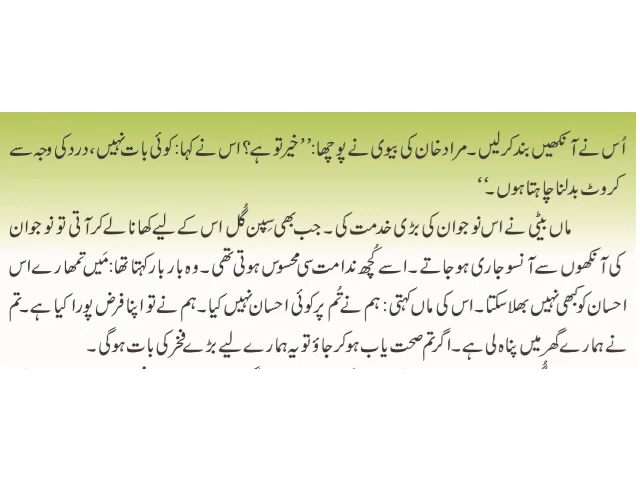 اُس نے آنکھیں بند کر لیں۔ مراد خان کی بیوی نے پوچھا: ’’خیر تو ہے؟ اس نے کہا: کوئی بات نہیں، درد کی وجہ سے
کروٹ بدلنا چاہتا ہوں۔‘‘
ماں بیٹی نے اس نوجوان کی بڑی خدمت کی۔ جب بھی سپن گُل اس کے لیے کھانا لے کر آتی تو نوجوان
کی آنکھوں سے آنسو جاری ہو جاتے۔ اسے کُچھ ندامت سی محسوس ہوتی تھی۔ وہ بار بار کہتا تھا: مَیں تمھارے اس
احسان کو کبھی نہیں بھلا سکتا۔ اس کی ماں کہتی: ہم نے تُم پر کوئی احسان نہیں کیا۔ ہم نے تو اپنا فرض پورا کیا ہے۔ تم
نے ہمارے گھر میں پناہ لی ہے۔ اگر تم صحت یاب ہو کر جاؤ تو یہ ہمارے لیے بڑے فخر کی بات ہو گی۔